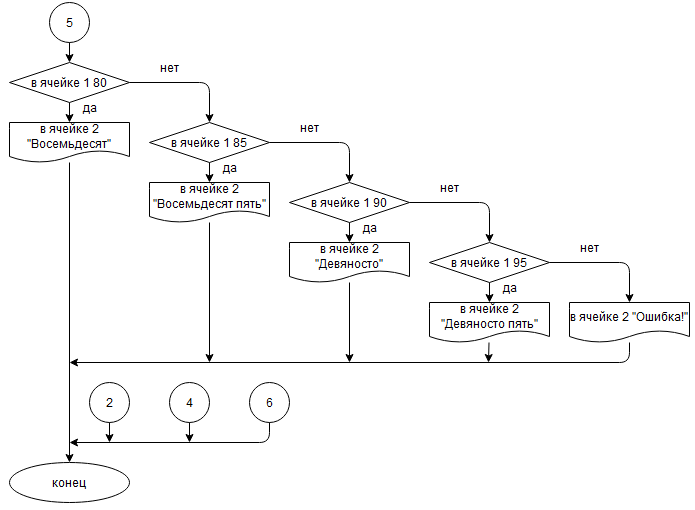 5
в ячейке 1 80
нет
да
в ячейке 2
"Восемьдесят"
в ячейке 1 85
нет
да
в ячейке 2
"Восемьдесят пять"
в ячейке 1 90
нет
да
в ячейке 2
"Девяносто"
в ячейке 1 95
нет
да
в ячейке 2
"Девяносто пять"
в ячейке 2 "Ошибка!"
2
4
6
конец